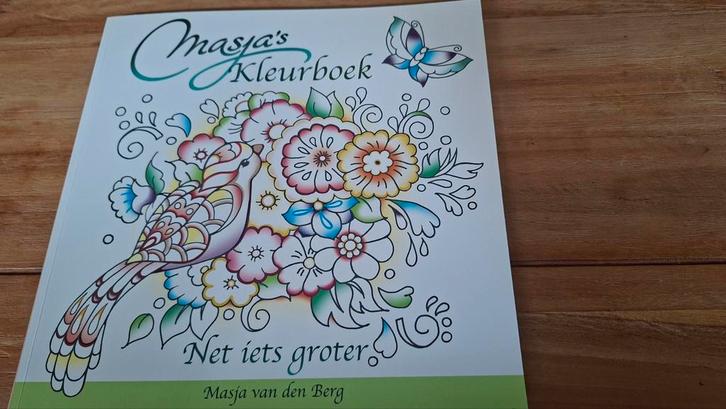 Masja's
Kleurboek
Net iets groter
Masja van den Berg